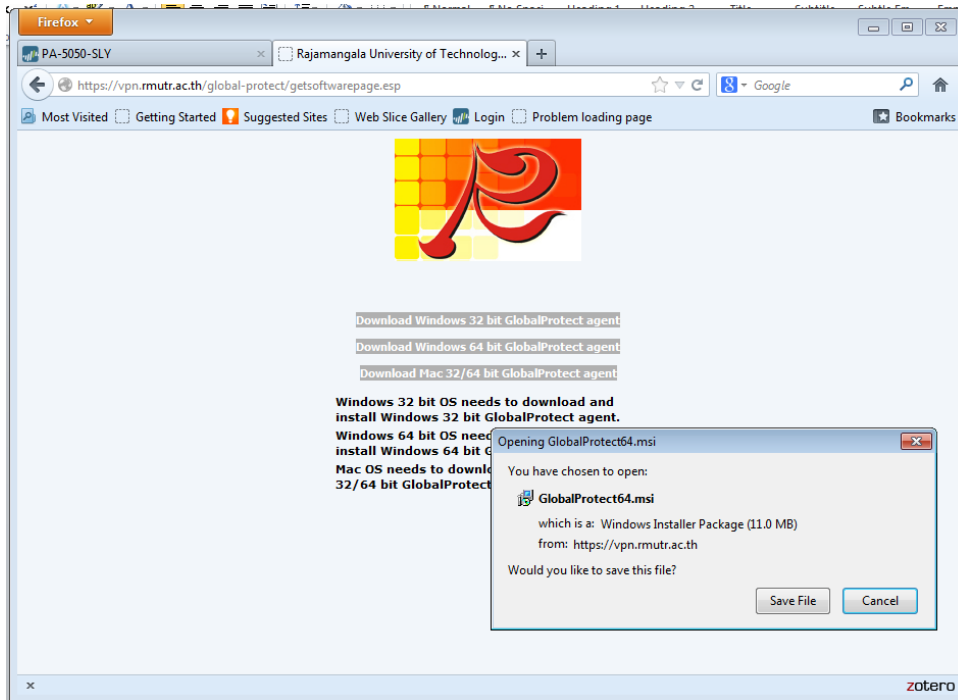 Firefox
PA-5050-SLY
Rajamangala University of Technolog...
https://vpn.rmutr.ac.th/global-protect/getsoftwarepage.esp
Google
Most Visited Getting Started Suggested Sites Web Slice Gallery Login Problem loading page Bookmarks
Download Windows 32 bit GlobalProtect agent
Download Windows 64 bit GlobalProtect agent
Download Mac 32/64 bit GlobalProtect agent
Windows 32 bit OS needs to download and
install Windows 32 bit GlobalProtect agent.
Windows 64 bit OS need
install Windows 64 bit G
Mac OS needs to downlo
32/64 bit GlobalProtect
Opening GlobalProtect64.msi
You have chosen to open:
GlobalProtect64.msi
which is a: Windows Installer Package (11.0 MB)
from: https://vpn.rmutr.ac.th
Would you like to save this file?
Save File Cancel
zotero